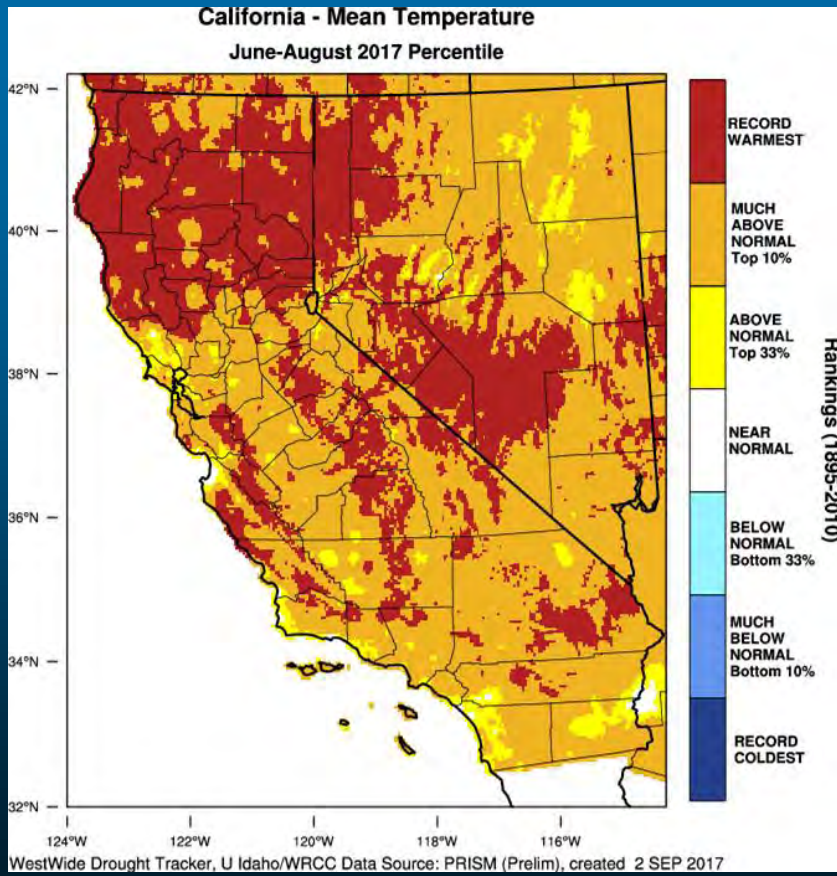 California - Mean Temperature
June-August 2017 Percentile
42°N
40°N
38°N
36°N
34°N
32°N
124°W
122°W
120°W
118°W
116°W
RECORD
WARMEST
MUCH
ABOVE
NORMAL
Top 10%
ABOVE
NORMAL
Top 33%
NEAR
NORMAL
BELOW
NORMAL
Bottom 33%
MUCH
BELOW
NORMAL
Bottom 10%
RECORD
COLDEST
Rankings (1895-2010)
WestWide Drought Tracker, U Idaho/WRCC Data Source: PRISM (Prelim), created 2 SEP 2017